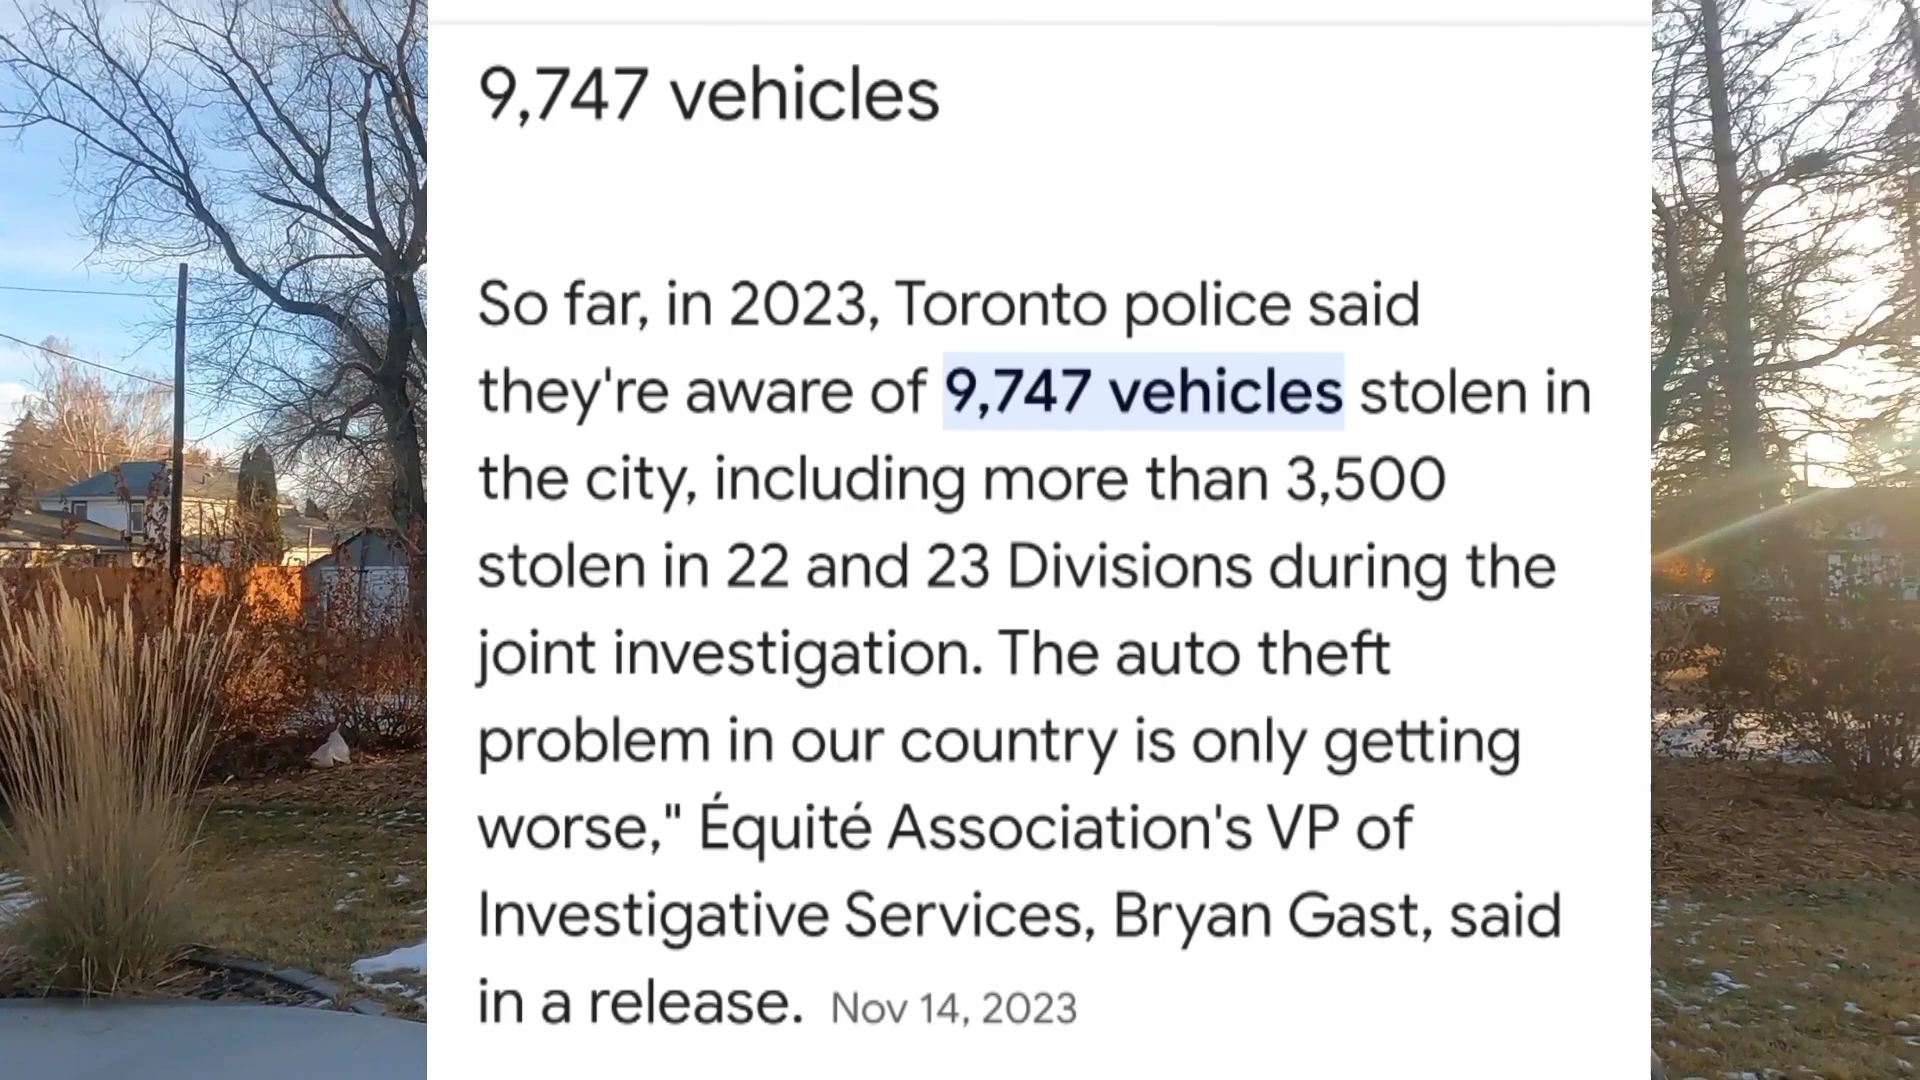 9,747 vehicles
So far, in 2023, Toronto police said
they're aware of 9,747 vehicles stolen in
the city, including more than 3,500
stolen in 22 and 23 Divisions during the
joint investigation. The auto theft
problem in our country is only getting
worse," Équité Association's VP of
Investigative Services, Bryan Gast, said
in a release. Nov 14, 2023